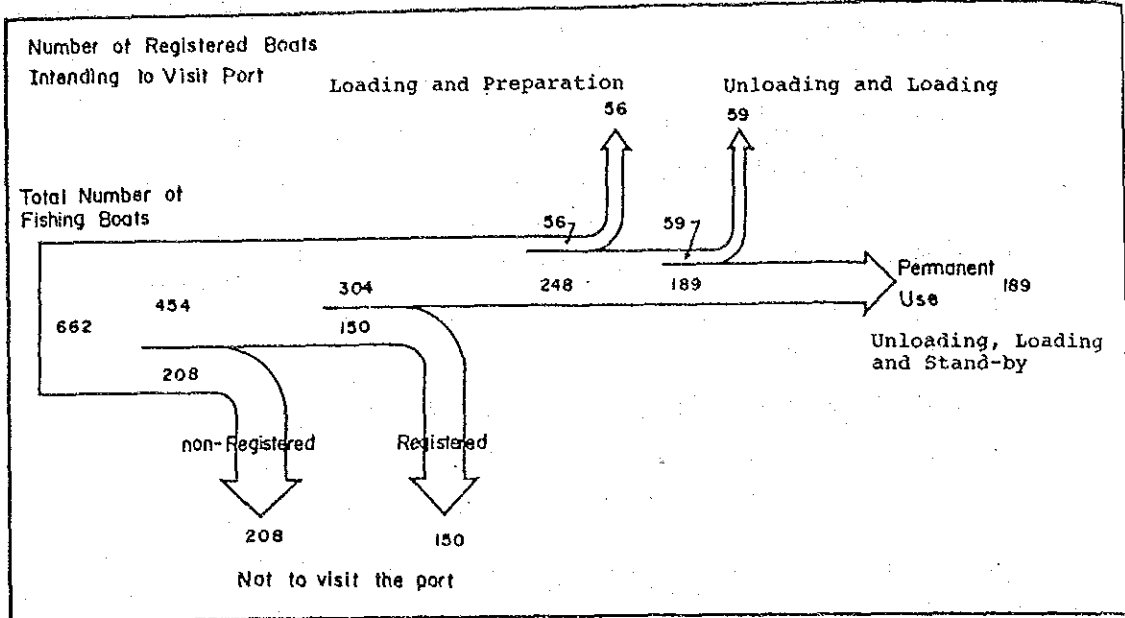 Number of Registered Boats
Intending to Visit Port
Loading and Preparation
56
Unloading and Loading
59
Total Number of
Fishing Boats
56
59
454
304
248
189
Permanent
Use
189
662
150
208
Unloading, Loading
and Stand-by
non-Registered
Registered
208
150
Not to visit the port